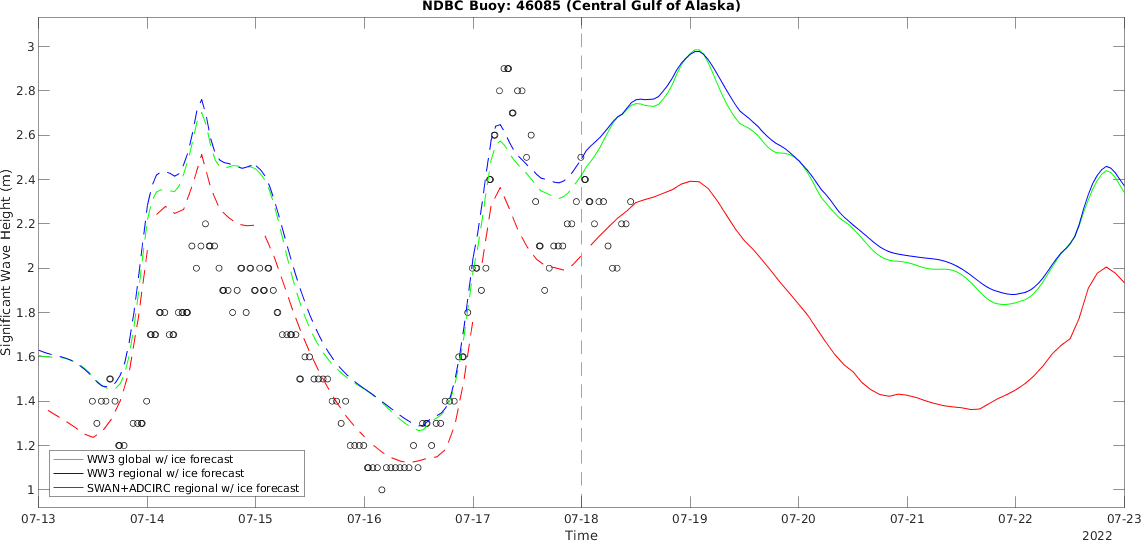 NDBC Buoy: 46085 (Central Gulf of Alaska)
Significant Wave Height (m)
3
2.8
2.6
2.4
2.2
2
1.8
1.6
1.4
1.2
1
WW3 global w/ ice forecast
WW3 regional w/ ice forecast
SWAN+ADCIRC regional w/ ice forecast
07-13 07-14 07-15 07-16 07-17 07-18 07-19 07-20 07-21 07-22 07-23
Time
2022